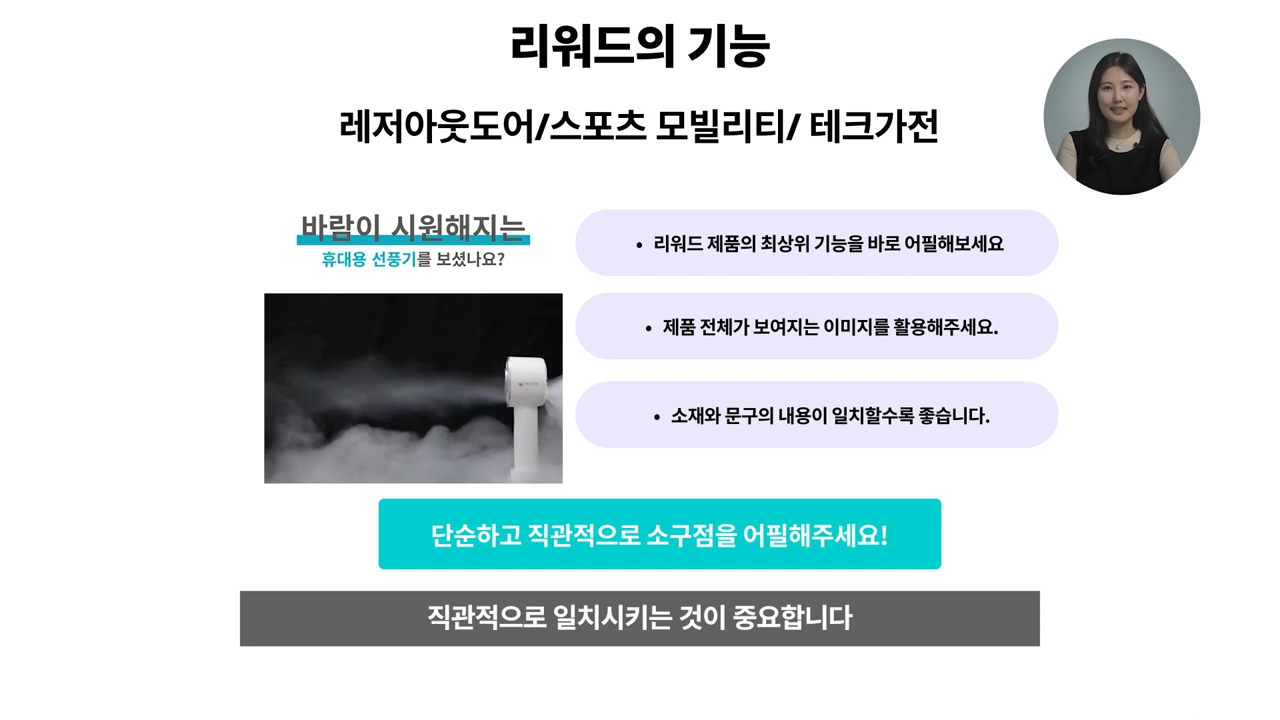 리워드의 기능
레저아웃도어/스포츠 모빌리티/ 테크가전
바람이 시원해지는
휴대용 선풍기를 보셨나요?
• 리워드 제품의 최상위 기능을 바로 어필해보세요
• 제품 전체가 보여지는 이미지를 활용해주세요.
• 소재와 문구의 내용이 일치할수록 좋습니다.
단순하고 직관적으로 소구점을 어필해주세요!
직관적으로 일치시키는 것이 중요합니다